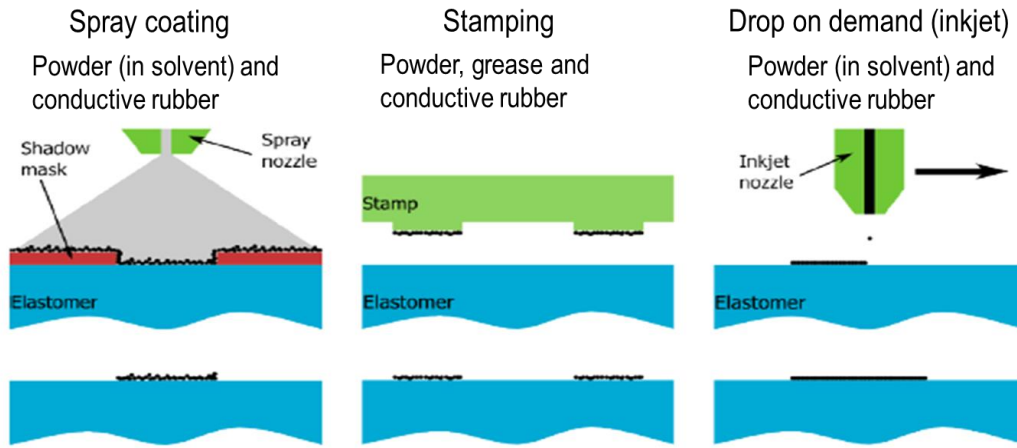 Spray coating
Powder (in solvent) and
conductive rubber
Shadow
mask
Spray
nozzle
Elastomer
Stamping
Powder, grease and
conductive rubber
Stamp
Elastomer
Drop on demand (inkjet)
Powder (in solvent) and
conductive rubber
Inkjet
nozzle
Elastomer